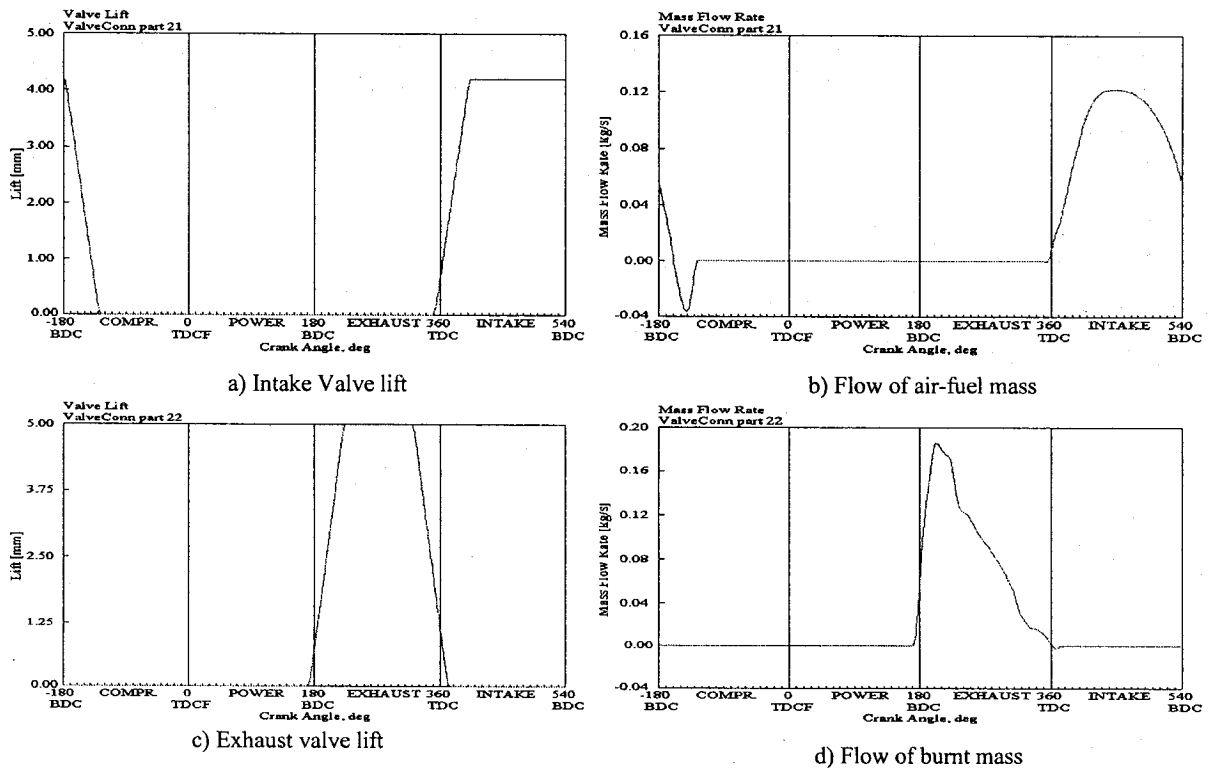 Valve Lift
ValveConn part 21
5.00
4.00
3.00
2.00
1.00
0.00
Lift [mm]
-180 0 180 360 540
COMPR. POWER EXHAUST INTAKE
BDC TDCF BDC TDC BDC
Crank Angle, deg
a) Intake Valve lift
Mass Flow Rate
ValveConn part 21
0.16
0.12
0.08
0.04
0.00
-0.04
Mass Flow Rate [kg/s]
-180 0 180 360 540
COMPR. POWER EXHAUST INTAKE
BDC TDCF BDC TDC BDC
Crank Angle, deg
b) Flow of air-fuel mass
Valve Lift
ValveConn part 22
5.00
3.75
2.50
1.25
0.00
Lift [mm]
-180 0 180 360 540
COMPR. POWER EXHAUST INTAKE
BDC TDCF BDC TDC BDC
Crank Angle, deg
c) Exhaust valve lift
Mass Flow Rate
ValveConn part 22
0.20
0.16
0.12
0.08
0.04
0.00
-0.04
Mass Flow Rate [kg/s]
-180 0 180 360 540
COMPR. POWER EXHAUST INTAKE
BDC TDCF BDC TDC BDC
Crank Angle, deg
d) Flow of burnt mass